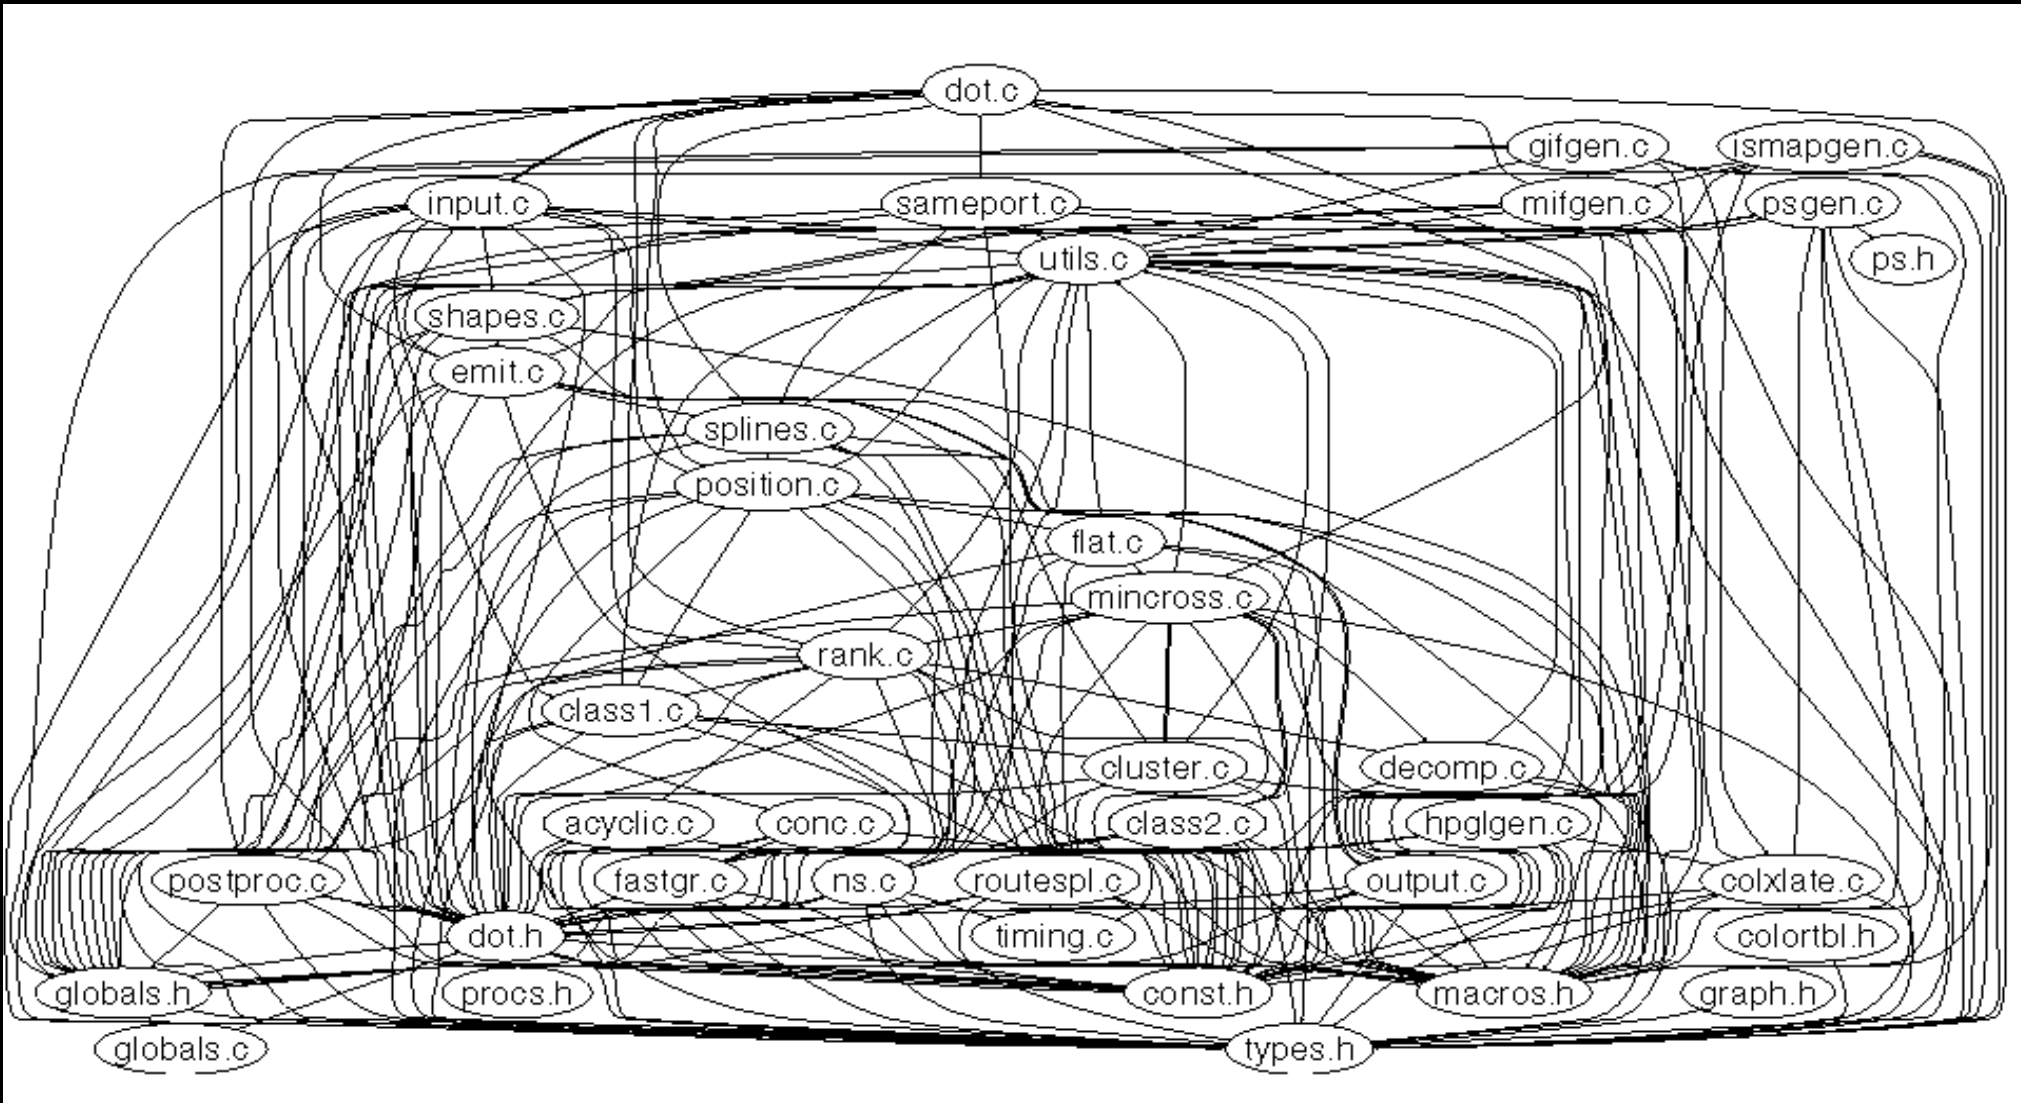 dot.c
gifgen.c
ismapgen.c
input.c
sameport.c
mifgen.c
psgen.c
utils.c
ps.h
shapes.c
emit.c
splines.c
position.c
flat.c
mincross.c
rank.c
class1.c
cluster.c
decomp.c
acyclic.c
conc.c
class2.c
hpglgen.c
postproc.c
fastgr.c
ns.c
routespl.c
output.c
colxlate.c
dot.h
timing.c
colortbl.h
globals.h
procs.h
const.h
macros.h
graph.h
globals.c
types.h